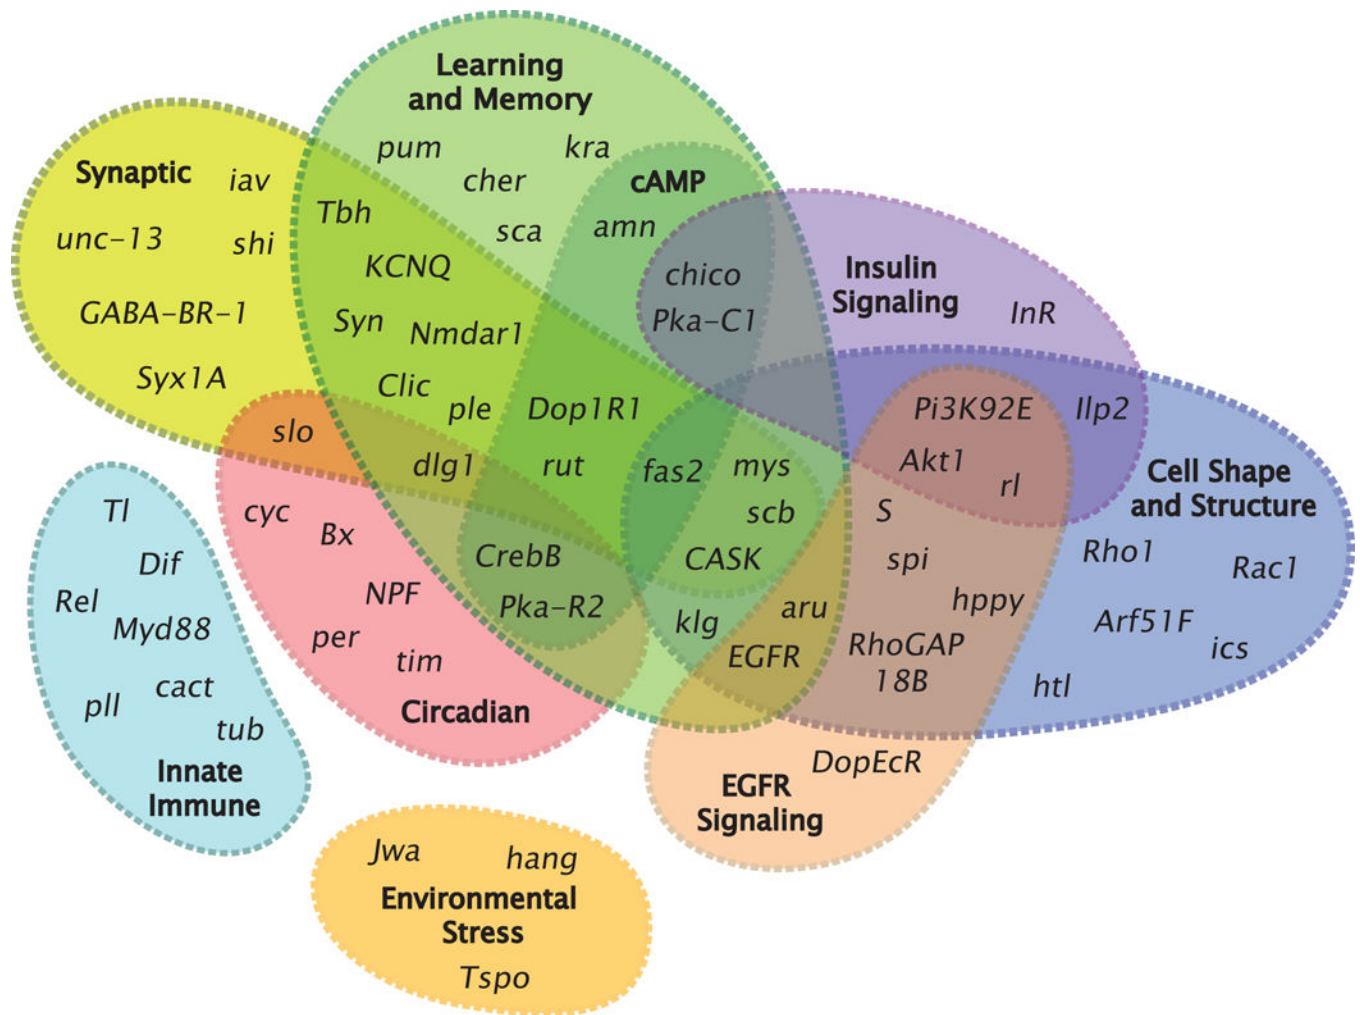 Learning
and Memory
pum
kra
cher
sca
cAMP
amn
Synaptic
iav
unc-13
shi
GABA-BR-1
Syx1A
Tbh
KCNQ
Syn
Nmdar1
Clic
ple
Dop1R1
slo
dlg1
rut
fas2
mys
scb
CASK
chico
Pka-C1
Insulin
Signaling
InR
Pi3K92E
Ilp2
Akt1
rl
Cell Shape
and Structure
S
spi
hppy
RhoGAP
18B
Rho1
Rac1
Arf51F
ics
htl
CrebB
Pka-R2
klg
aru
EGFR
cyc
Bx
NPF
per
tim
Circadian
Tl
Dif
Rel
Myd88
cact
pll
tub
Innate
Immune
DopEcR
EGFR
Signaling
Jwa
hang
Environmental
Stress
Tspo